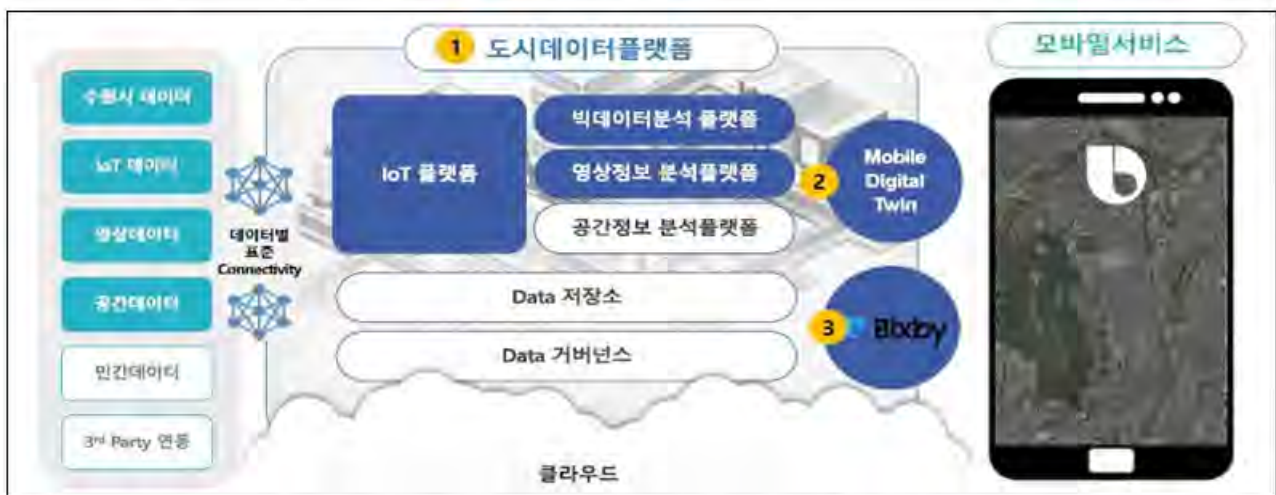 1 도시데이터플랫폼
모바일서비스
수원시 데이터
IoT 데이터
영상데이터
공간데이터
민간데이터
3rd Party 연동
데이터별
표준
Connectivity
IoT 플랫폼
빅데이터분석 플랫폼
영상정보 분석플랫폼
공간정보 분석플랫폼
Data 저장소
Data 거버넌스
2
Mobile
Digital
Twin
3 Bixby
클라우드